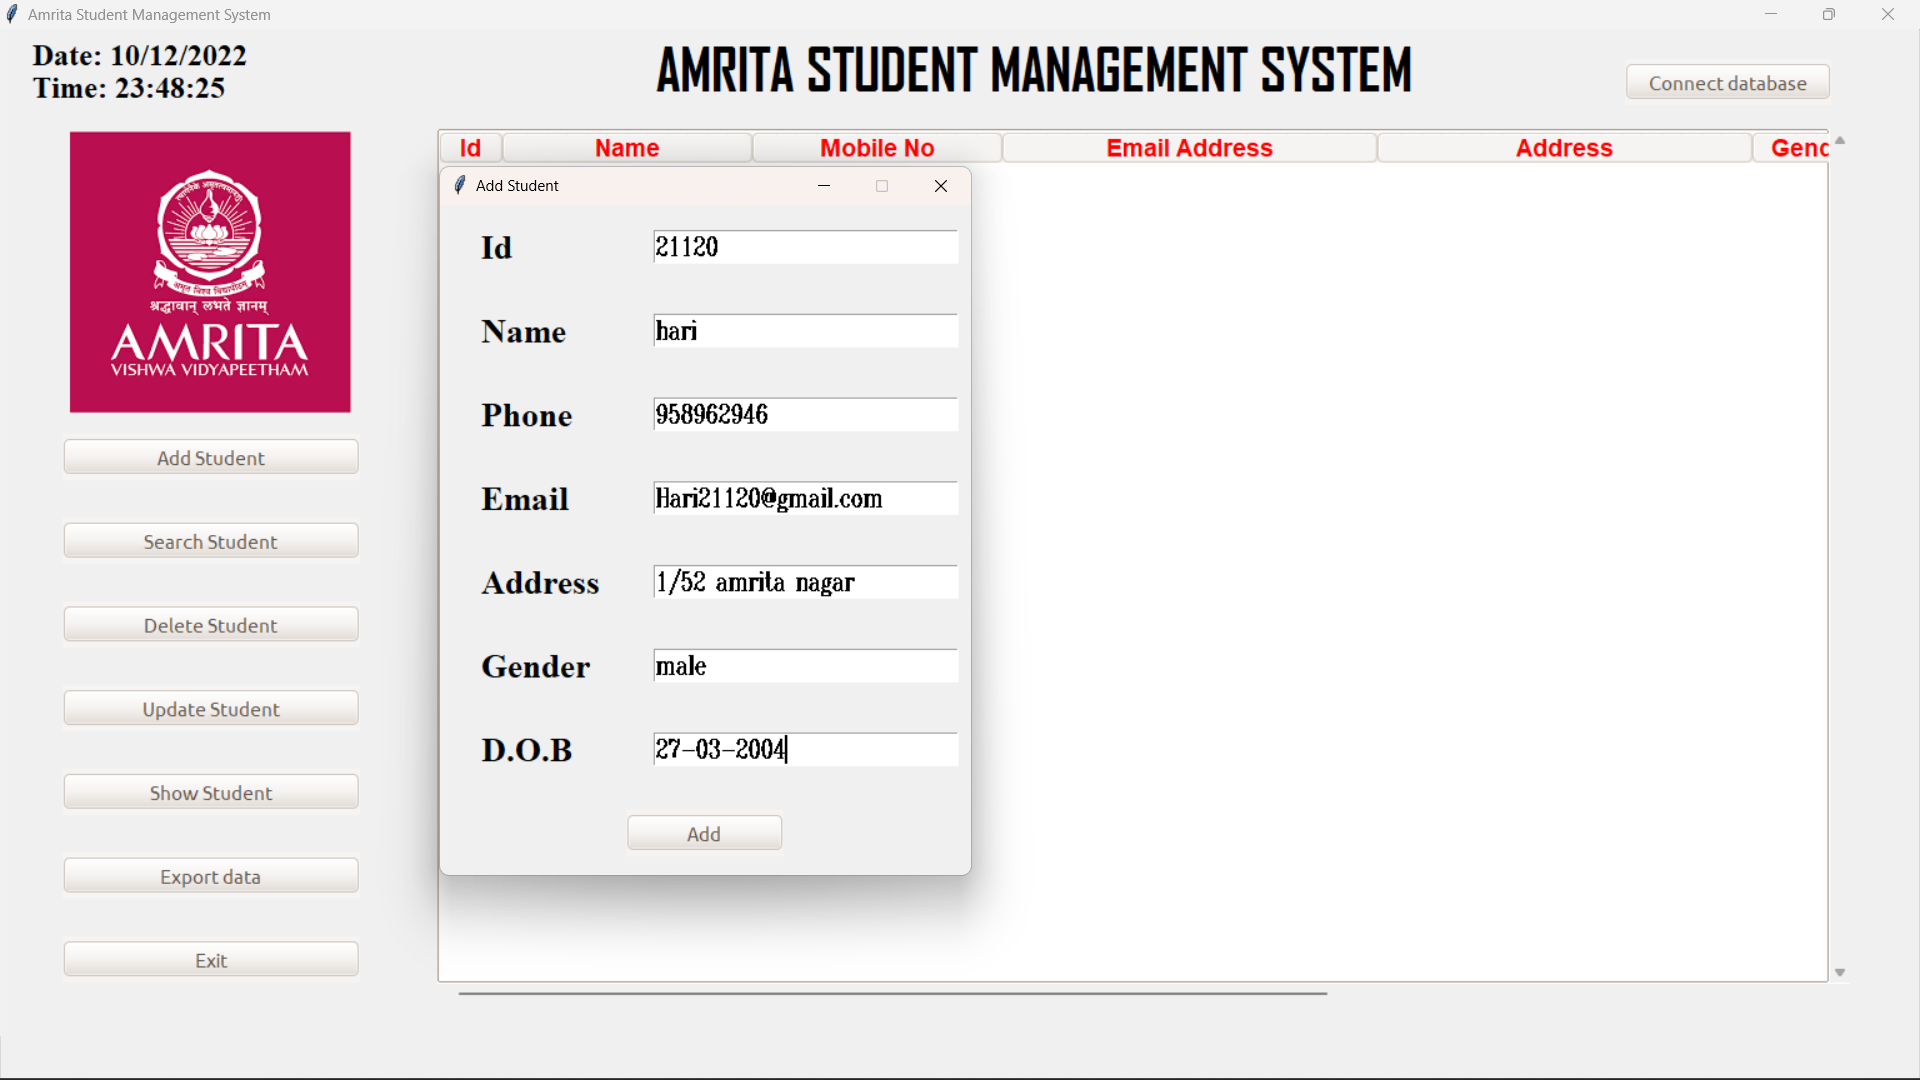 Amrita Student Management System
Date: 10/12/2022
Time: 23:48:25
AMRITA STUDENT MANAGEMENT SYSTEM
Connect database
श्रद्धावान् लभते ज्ञानम्
AMRITA
VISHWA VIDYAPEETHAM
Add Student
Search Student
Delete Student
Update Student
Show Student
Export data
Exit
Id Name Mobile No Email Address Address Gend
Add Student
Id 21120
Name hari
Phone 958962946
Email Hari21120@gmail.com
Address 1/52 amrita nagar
Gender male
D.O.B 27-03-2004
Add